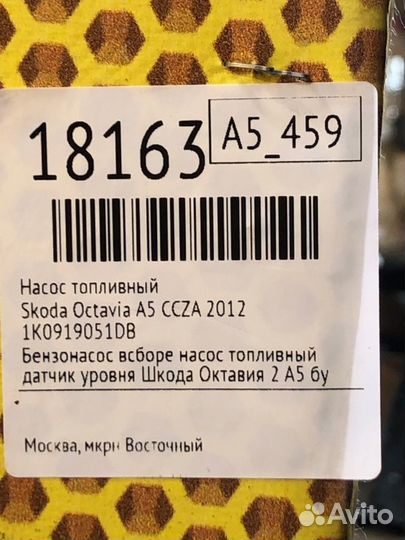 18163
A5_459
Насос топливный
Skoda Octavia A5 CCZA 2012
1K0919051DB
Бензонасос всборе насос топливный
датчик уровня Шкода Октавия 2 А5 бу
Москва, мкрн Восточный
Avito